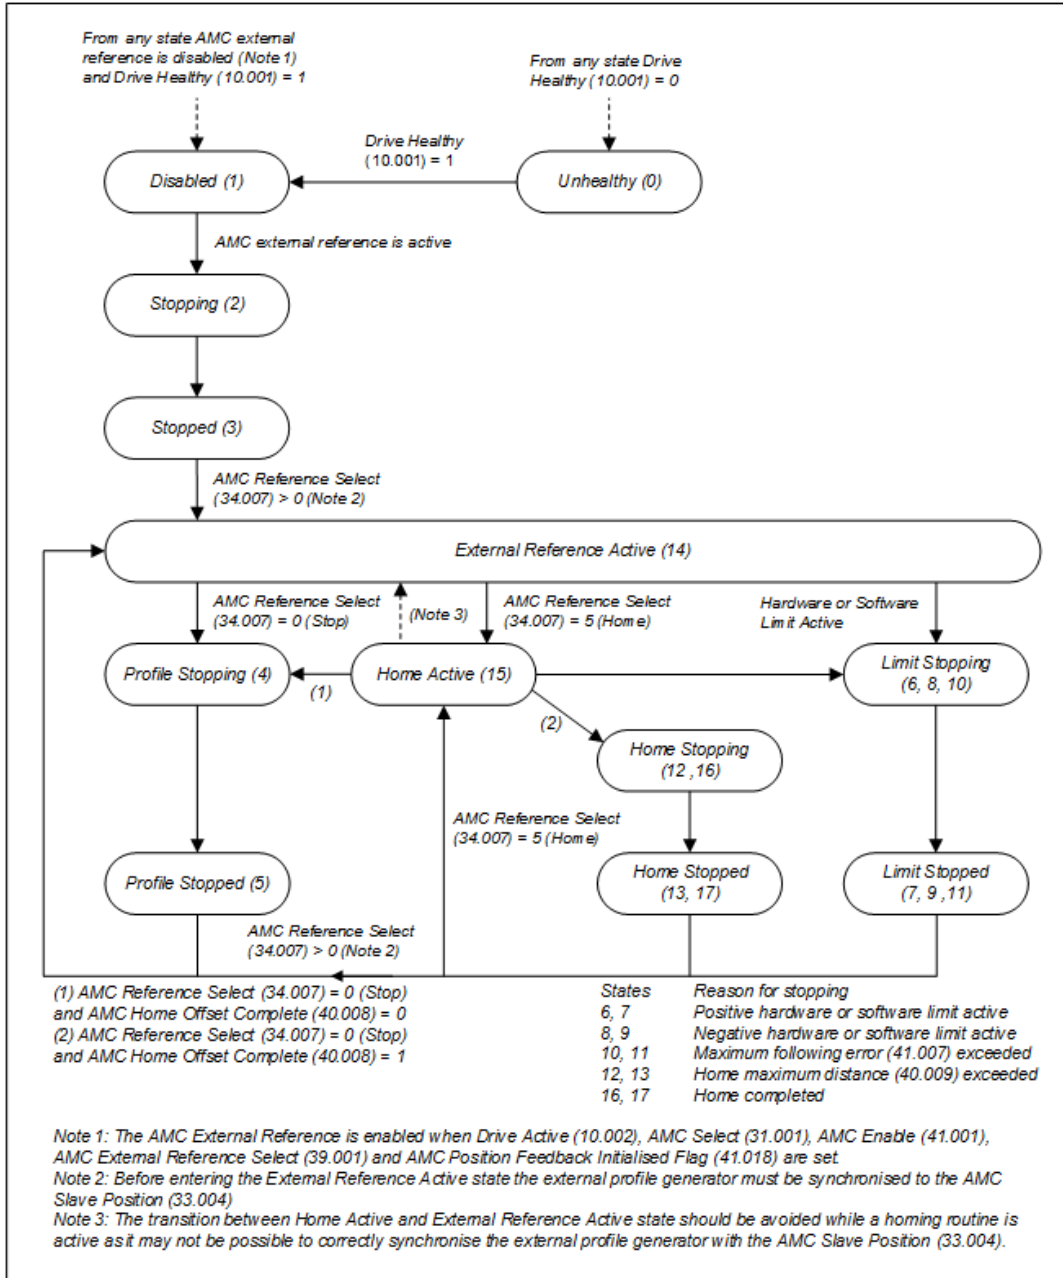 From any state AMC external
reference is disabled (Note 1)
and Drive Healthy (10.001) = 1
From any state Drive
Healthy (10.001) = 0
Drive Healthy
(10.001) = 1
Disabled (1)
Unhealthy (0)
AMC external reference is active
Stopping (2)
Stopped (3)
AMC Reference Select
(34.007) > 0 (Note 2)
External Reference Active (14)
AMC Reference Select
(34.007) = 0 (Stop)
(Note 3)
AMC Reference Select
(34.007) = 5 (Home)
Hardware or Software
Limit Active
Profile Stopping (4)
(1)
Home Active (15)
Limit Stopping
(6, 8, 10)
(2)
Home Stopping
(12 ,16)
AMC Reference Select
(34.007) = 5 (Home)
Profile Stopped (5)
Home Stopped
(13, 17)
Limit Stopped
(7, 9 ,11)
AMC Reference Select
(34.007) > 0 (Note 2)
(1) AMC Reference Select (34.007) = 0 (Stop)
and AMC Home Offset Complete (40.008) = 0
(2) AMC Reference Select (34.007) = 0 (Stop)
and AMC Home Offset Complete (40.008) = 1
States Reason for stopping
6, 7 Positive hardware or software limit active
8, 9 Negative hardware or software limit active
10, 11 Maximum following error (41.007) exceeded
12, 13 Home maximum distance (40.009) exceeded
16, 17 Home completed
Note 1: The AMC External Reference is enabled when Drive Active (10.002), AMC Select (31.001), AMC Enable (41.001),
AMC External Reference Select (39.001) and AMC Position Feedback Initialised Flag (41.018) are set.
Note 2: Before entering the External Reference Active state the external profile generator must be synchronised to the AMC
Slave Position (33.004)
Note 3: The transition between Home Active and External Reference Active state should be avoided while a homing routine is
active as it may not be possible to correctly synchronise the external profile generator with the AMC Slave Position (33.004).